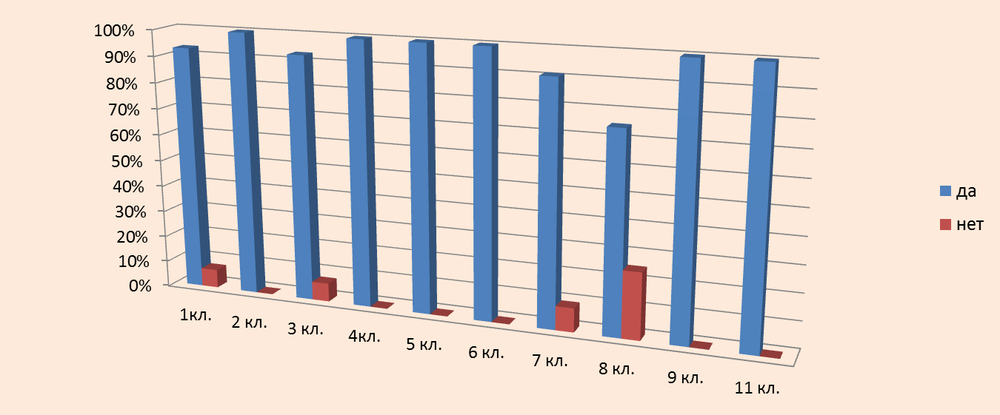 100%
90%
80%
70%
60%
50%
40%
30%
20%
10%
0%
1кл.
2 кл.
3 кл.
4кл.
5 кл.
6 кл.
7 кл.
8 кл.
9 кл.
11 кл.
да
нет